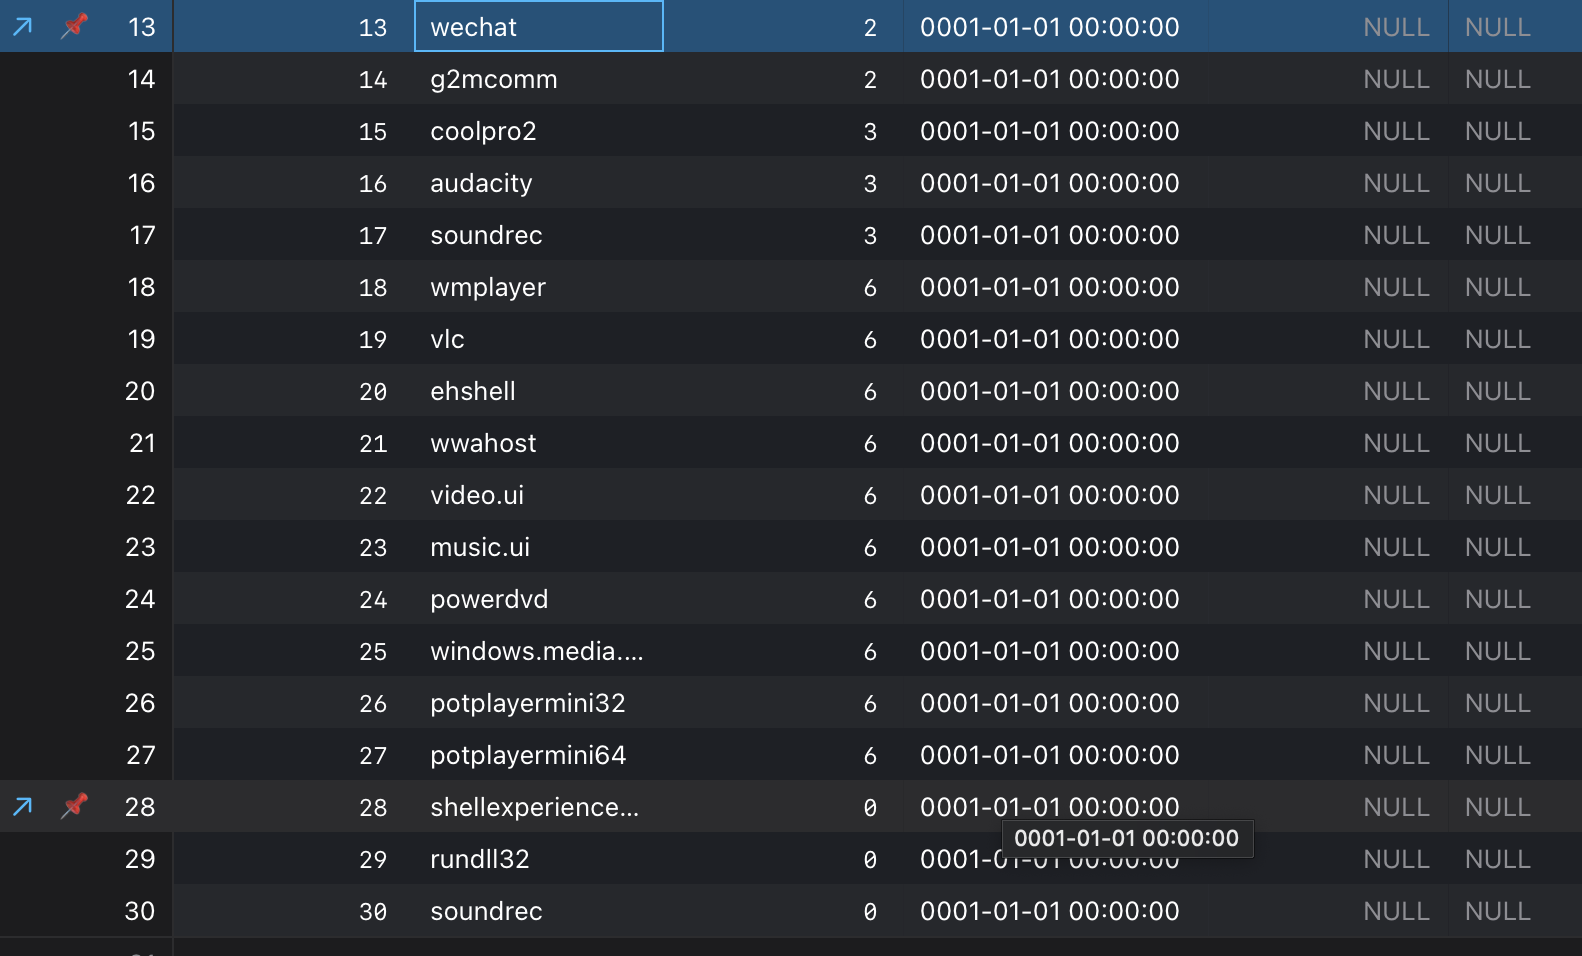 13 13 wechat 2 0001-01-01 00:00:00 NULL NULL
14 14 g2mcomm 2 0001-01-01 00:00:00 NULL NULL
15 15 coolpro2 3 0001-01-01 00:00:00 NULL NULL
16 16 audacity 3 0001-01-01 00:00:00 NULL NULL
17 17 soundrec 3 0001-01-01 00:00:00 NULL NULL
18 18 wmplayer 6 0001-01-01 00:00:00 NULL NULL
19 19 vlc 6 0001-01-01 00:00:00 NULL NULL
20 20 ehshell 6 0001-01-01 00:00:00 NULL NULL
21 21 wwahost 6 0001-01-01 00:00:00 NULL NULL
22 22 video.ui 6 0001-01-01 00:00:00 NULL NULL
23 23 music.ui 6 0001-01-01 00:00:00 NULL NULL
24 24 powerdvd 6 0001-01-01 00:00:00 NULL NULL
25 25 windows.media.... 6 0001-01-01 00:00:00 NULL NULL
26 26 potplayermini32 6 0001-01-01 00:00:00 NULL NULL
27 27 potplayermini64 6 0001-01-01 00:00:00 NULL NULL
28 28 shellexperience... 0 0001-01-01 00:00:00 NULL NULL
0001-01-01 00:00:00
29 29 rundll32 0 0001-01-01 00:00:00 NULL NULL
30 30 soundrec 0 0001-01-01 00:00:00 NULL NULL